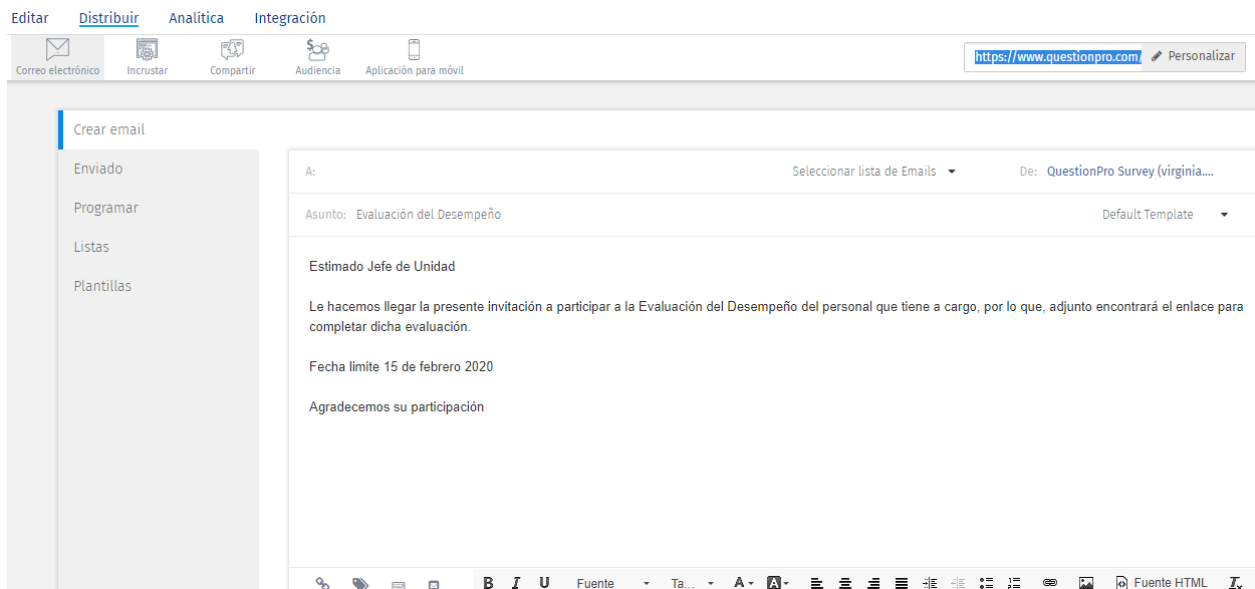 Editar Distribuir Analítica Integración
Correo electrónico Incrustar Compartir Audiencia Aplicación para móvil
https://www.questionpro.com/ Personalizar
Crear email
Enviado
Programar
Listas
Plantillas
A: Seleccionar lista de Emails De: QuestionPro Survey (virginia....
Asunto: Evaluación del Desempeño Default Template
Estimado Jefe de Unidad
Le hacemos llegar la presente invitación a participar a la Evaluación del Desempeño del personal que tiene a cargo, por lo que, adjunto encontrará el enlace para
completar dicha evaluación.
Fecha limite 15 de febrero 2020
Agradecemos su participación
B I U Fuente Ta... A A Fuente HTML Ix